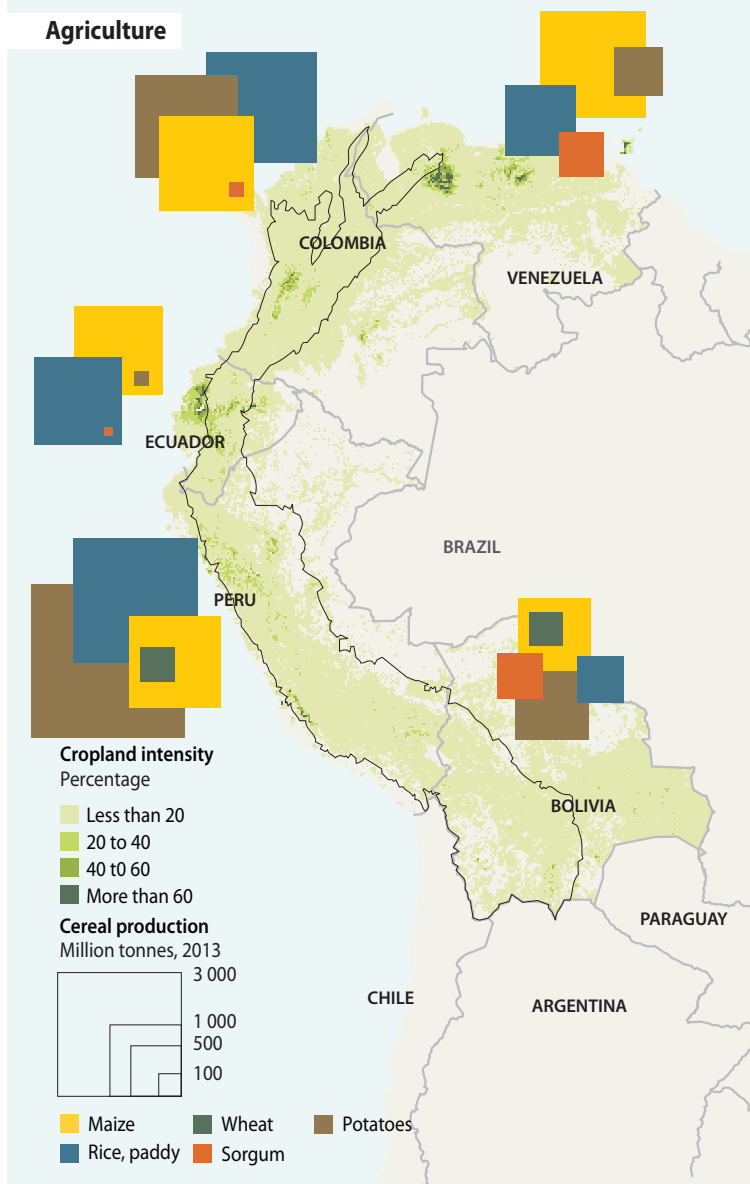 Agriculture
COLOMBIA
VENEZUELA
ECUADOR
BRAZIL
PERU
BOLIVIA
PARAGUAY
CHILE
ARGENTINA
Cropland intensity
Percentage
Less than 20
20 to 40
40 t0 60
More than 60
Cereal production
Million tonnes, 2013
3 000
1 000
500
100
Maize
Wheat
Potatoes
Rice, paddy
Sorgum